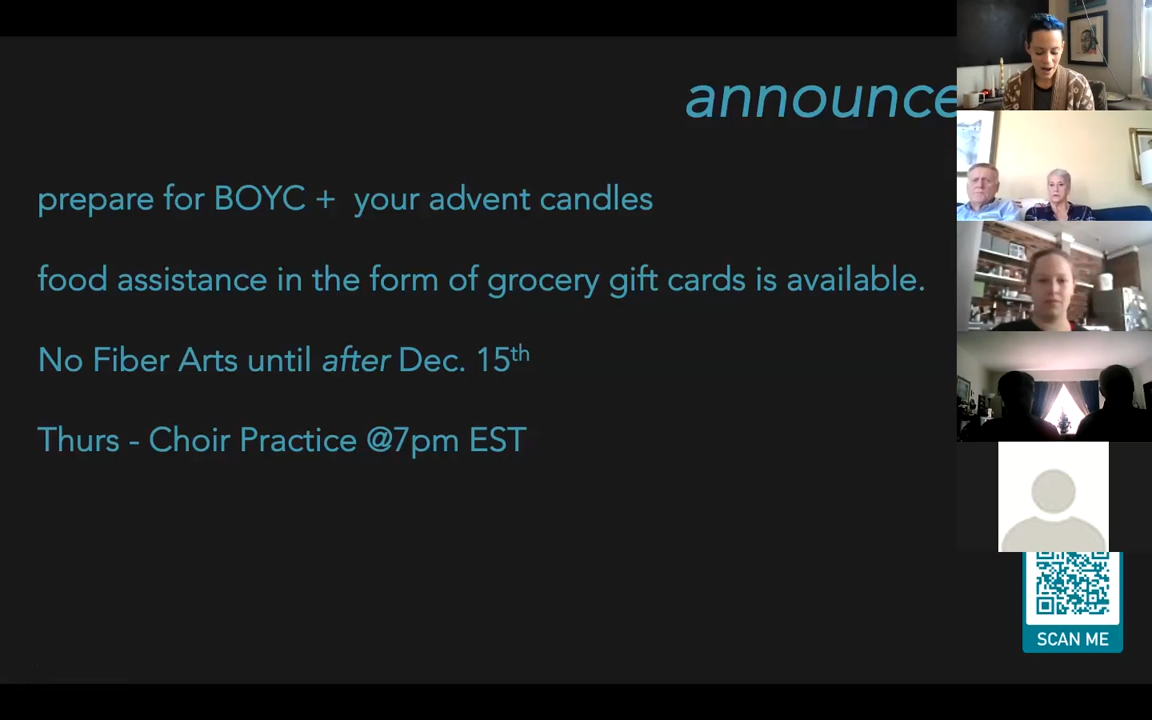 announce
prepare for BOYC + your advent candles
food assistance in the form of grocery gift cards is available.
No Fiber Arts until after Dec. 15th
Thurs - Choir Practice @7pm EST
SCAN ME